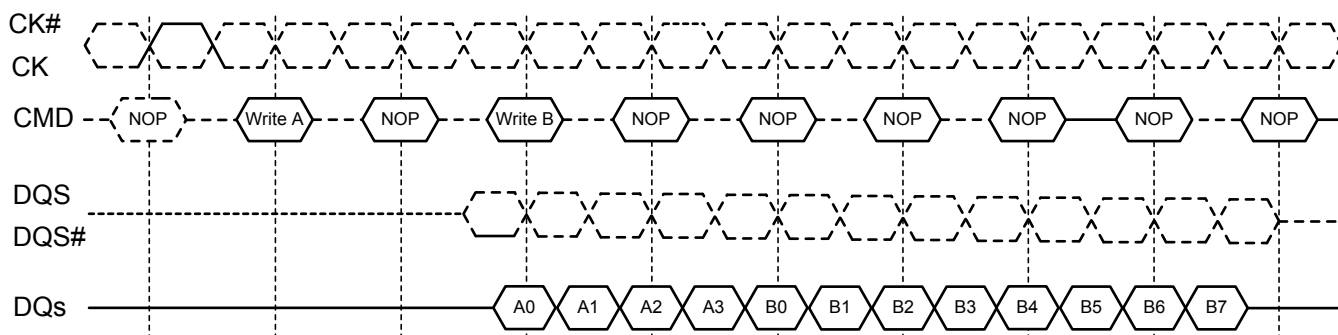 CK#
CK
CMD NOP Write A NOP Write B NOP NOP NOP NOP NOP NOP
DQS
DQS#
DQs A0 A1 A2 A3 B0 B1 B2 B3 B4 B5 B6 B7